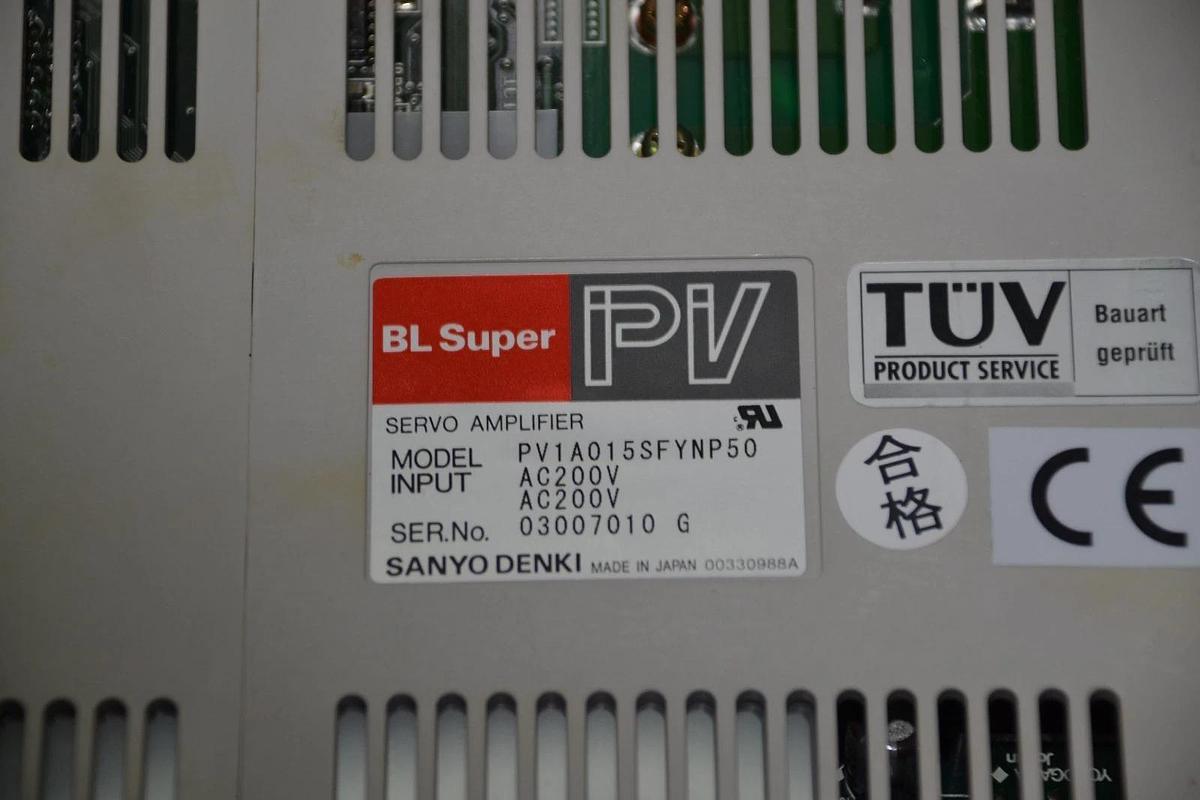 BL Super
PV
SERVO AMPLIFIER
MODEL PV1A015SFYNP50
INPUT AC200V
AC200V
SER.No. 03007010 G
SANYO DENKI MADE IN JAPAN 00330988A
TÜV
PRODUCT SERVICE
Bauart
geprüft
合
格
CE